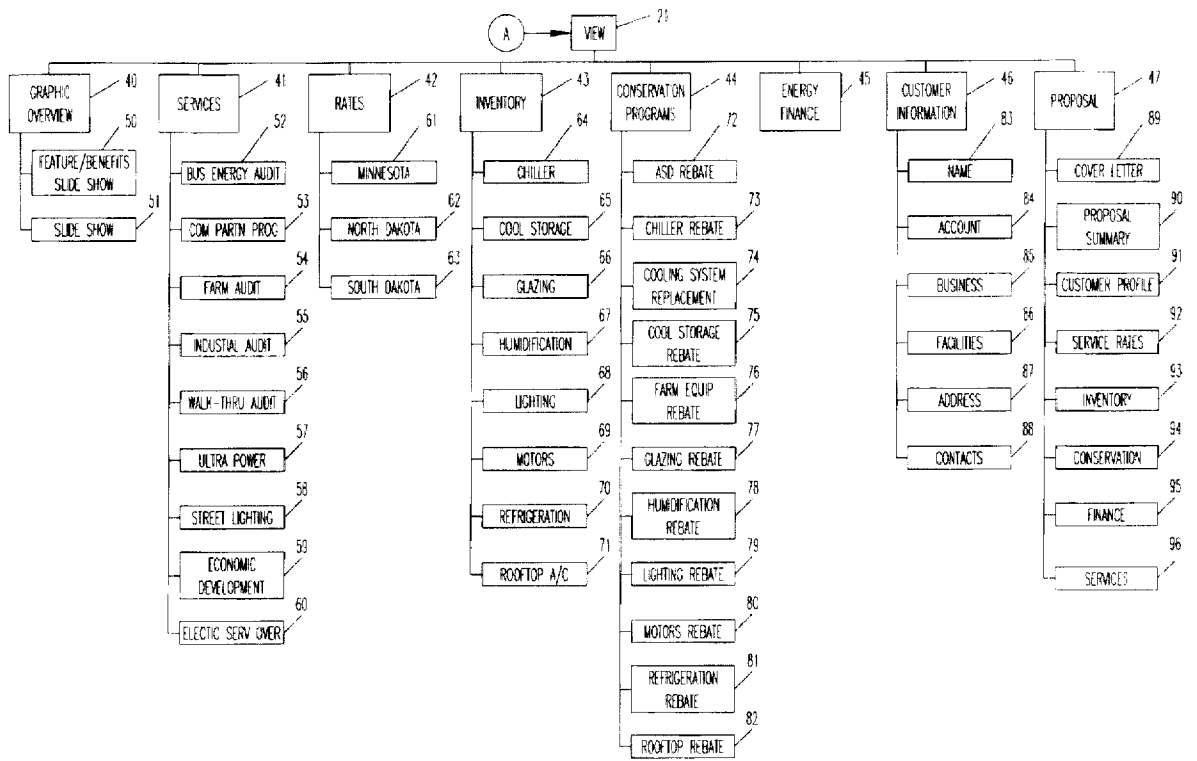 A
VIEW
21
GRAPHIC
OVERVIEW
40
FEATURE/BENEFITS
SLIDE SHOW
50
SLIDE SHOW
51
SERVICES
41
BUS ENERGY AUDIT
52
COM PARTN PROG
53
FARM AUDIT
54
INDUSTIAL AUDIT
55
WALK-THRU AUDIT
56
ULTRA POWER
57
STREET LIGHTING
58
ECONOMIC
DEVELOPMENT
59
ELECTIC SERV OVER
60
RATES
42
MINNESOTA
61
NORTH DAKOTA
62
SOUTH DAKOTA
63
INVENTORY
43
CHILLER
64
COOL STORAGE
65
GLAZING
66
HUMIDIFICATION
67
LIGHTING
68
MOTORS
69
REFRIGERATION
70
ROOFTOP A/C
71
CONSERVATION
PROGRAMS
44
ASD REBATE
72
CHILLER REBATE
73
COOLING SYSTEM
REPLACEMENT
74
COOL STORAGE
REBATE
75
FARM EQUIP
REBATE
76
GLAZING REBATE
77
HUMIDIFICATION
REBATE
78
LIGHTING REBATE
79
MOTORS REBATE
80
REFRIGERATION
REBATE
81
ROOFTOP REBATE
82
ENERGY
FINANCE
45
CUSTOMER
INFORMATION
46
NAME
83
ACCOUNT
84
BUSINESS
85
FACILITIES
86
ADDRESS
87
CONTACTS
88
PROPOSAL
47
COVER LETTER
89
PROPOSAL
SUMMARY
90
CUSTOMER PROFILE
91
SERVICE RATES
92
INVENTORY
93
CONSERVATION
94
FINANCE
95
SERVICES
96